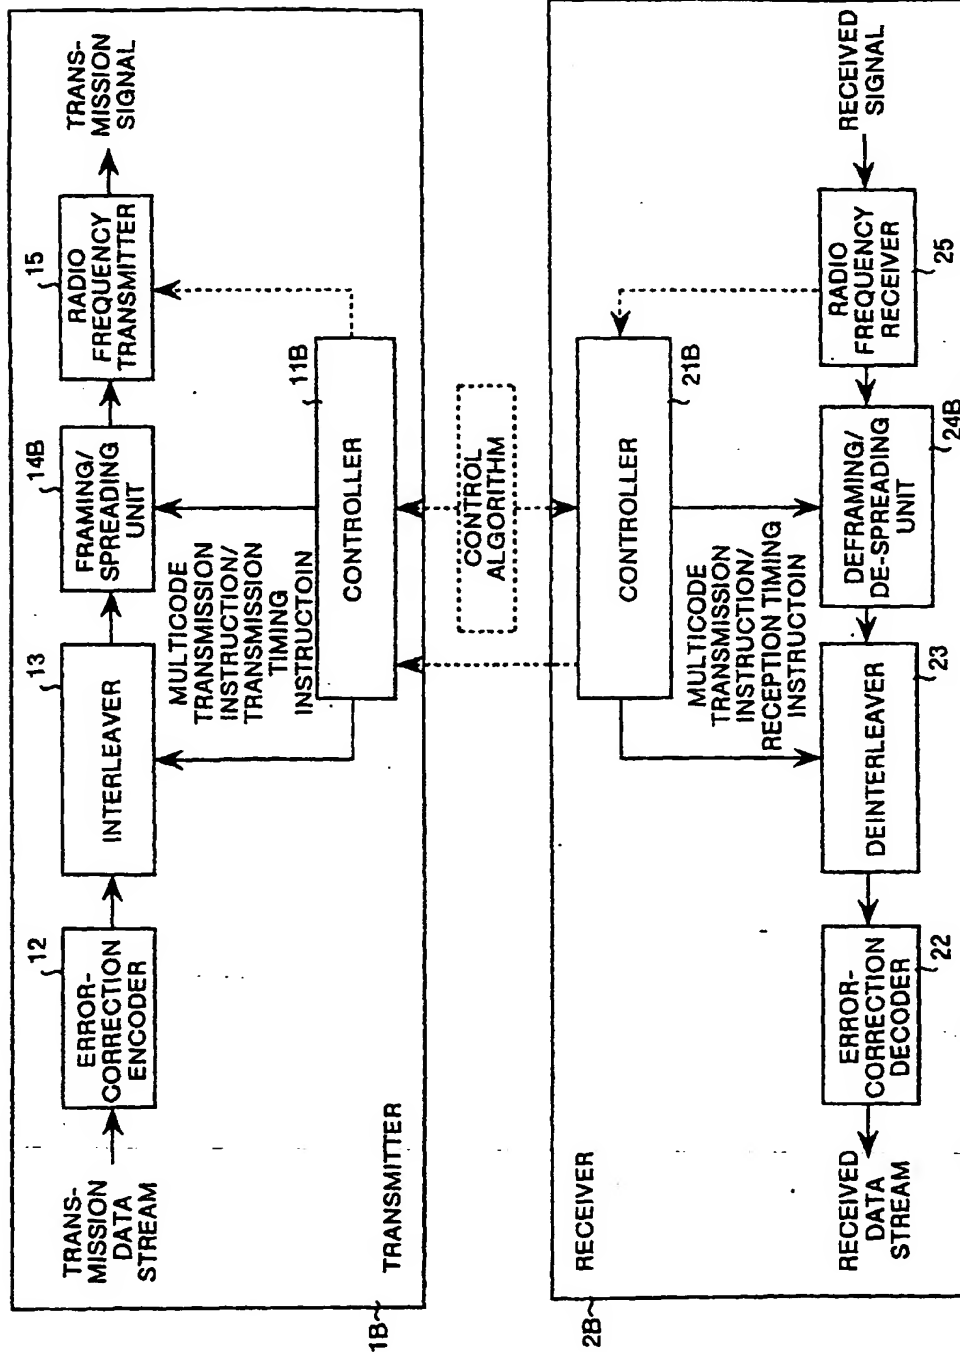 TRANS-
MISSION
DATA
STREAM
12
ERROR-
CORRECTION
ENCODER
13
INTERLEAVER
14B
FRAMING/
SPREADING
UNIT
15
RADIO
FREQUENCY
TRANSMITTER
TRANS-
MISSION
SIGNAL
MULTICODE
TRANSMISSION
INSTRUCTION/
TRANSMISSION
TIMING
INSTRUCTOIN
11B
CONTROLLER
TRANSMITTER
1B
CONTROL
ALGORITHM
2B
RECEIVER
CONTROLLER
21B
MULTICODE
TRANSMISSION
INSTRUCTION/
RECEPTION TIMING
INSTRUCTOIN
RECEIVED
DATA
STREAM
ERROR-
CORRECTION
DECODER
22
DEINTERLEAVER
23
DEFRAMING/
DE-SPREADING
UNIT
24B
RADIO
FREQUENCY
RECEIVER
25
RECEIVED
SIGNAL